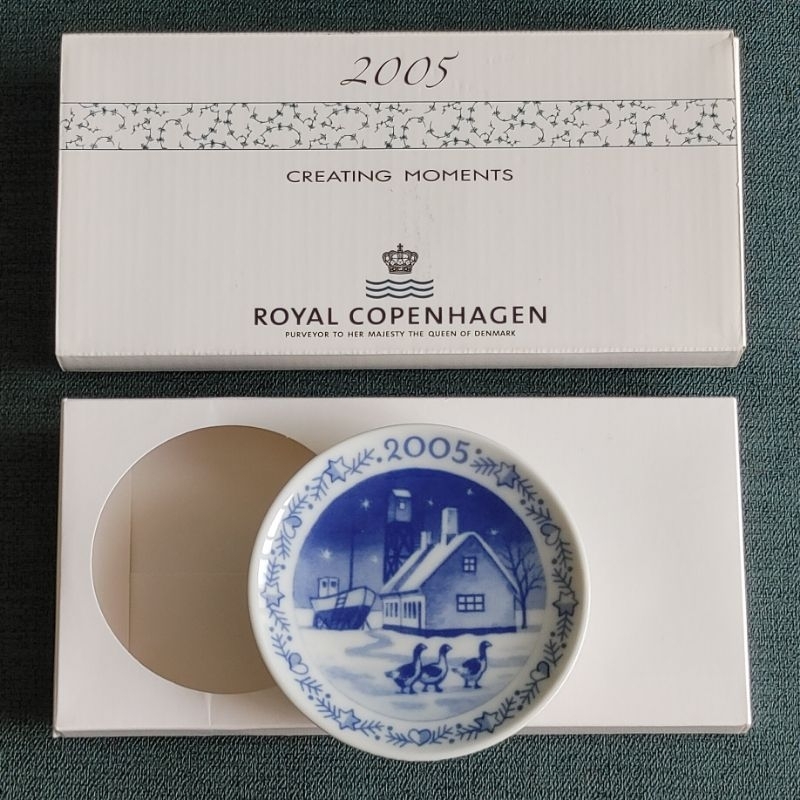 2005
CREATING MOMENTS
ROYAL COPENHAGEN
PURVEYOR TO HER MAJESTY THE QUEEN OF DENMARK
·2005·